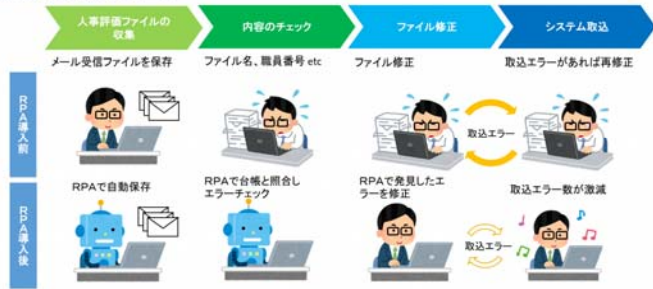 人事評価ファイルの
収集
内容のチェック
ファイル修正
システム取込
メール受信ファイルを保存
ファイル名、職員番号 etc
ファイル修正
取込エラーがあれば再修正
RPA導入前
取込エラー
RPAで自動保存
RPAで台帳と照合し
エラーチェック
RPAで発見したエ
ラーを修正
取込エラー数が激減
RPA導入後
取込エラー